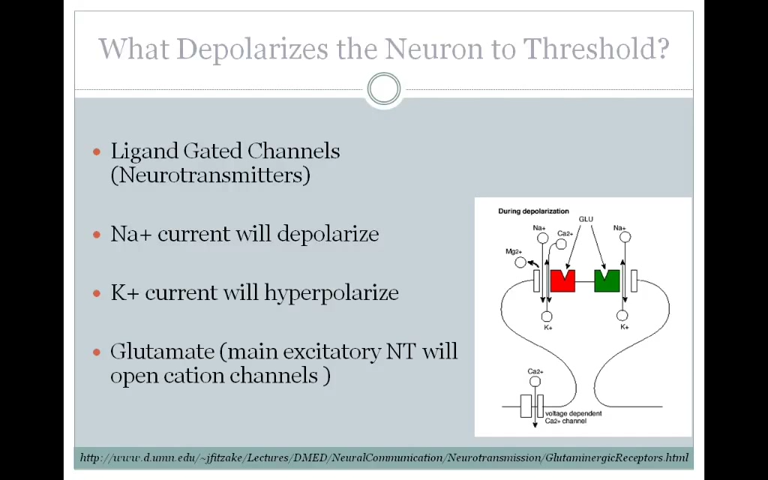 What Depolarizes the Neuron to Threshold?
Ligand Gated Channels
(Neurotransmitters)
Na+ current will depolarize
K+ current will hyperpolarize
Glutamate (main excitatory NT will
open cation channels )
During depolarization
GLU
Na+
Ca2+
Na+
Mg2+
K+
K+
Ca2+
voltage dependent
Ca2+ channel
http://www.d.umn.edu/~jfitzake/Lectures/DMED/NeuralCommunication/Neurotransmission/GlutaminergicReceptors.html